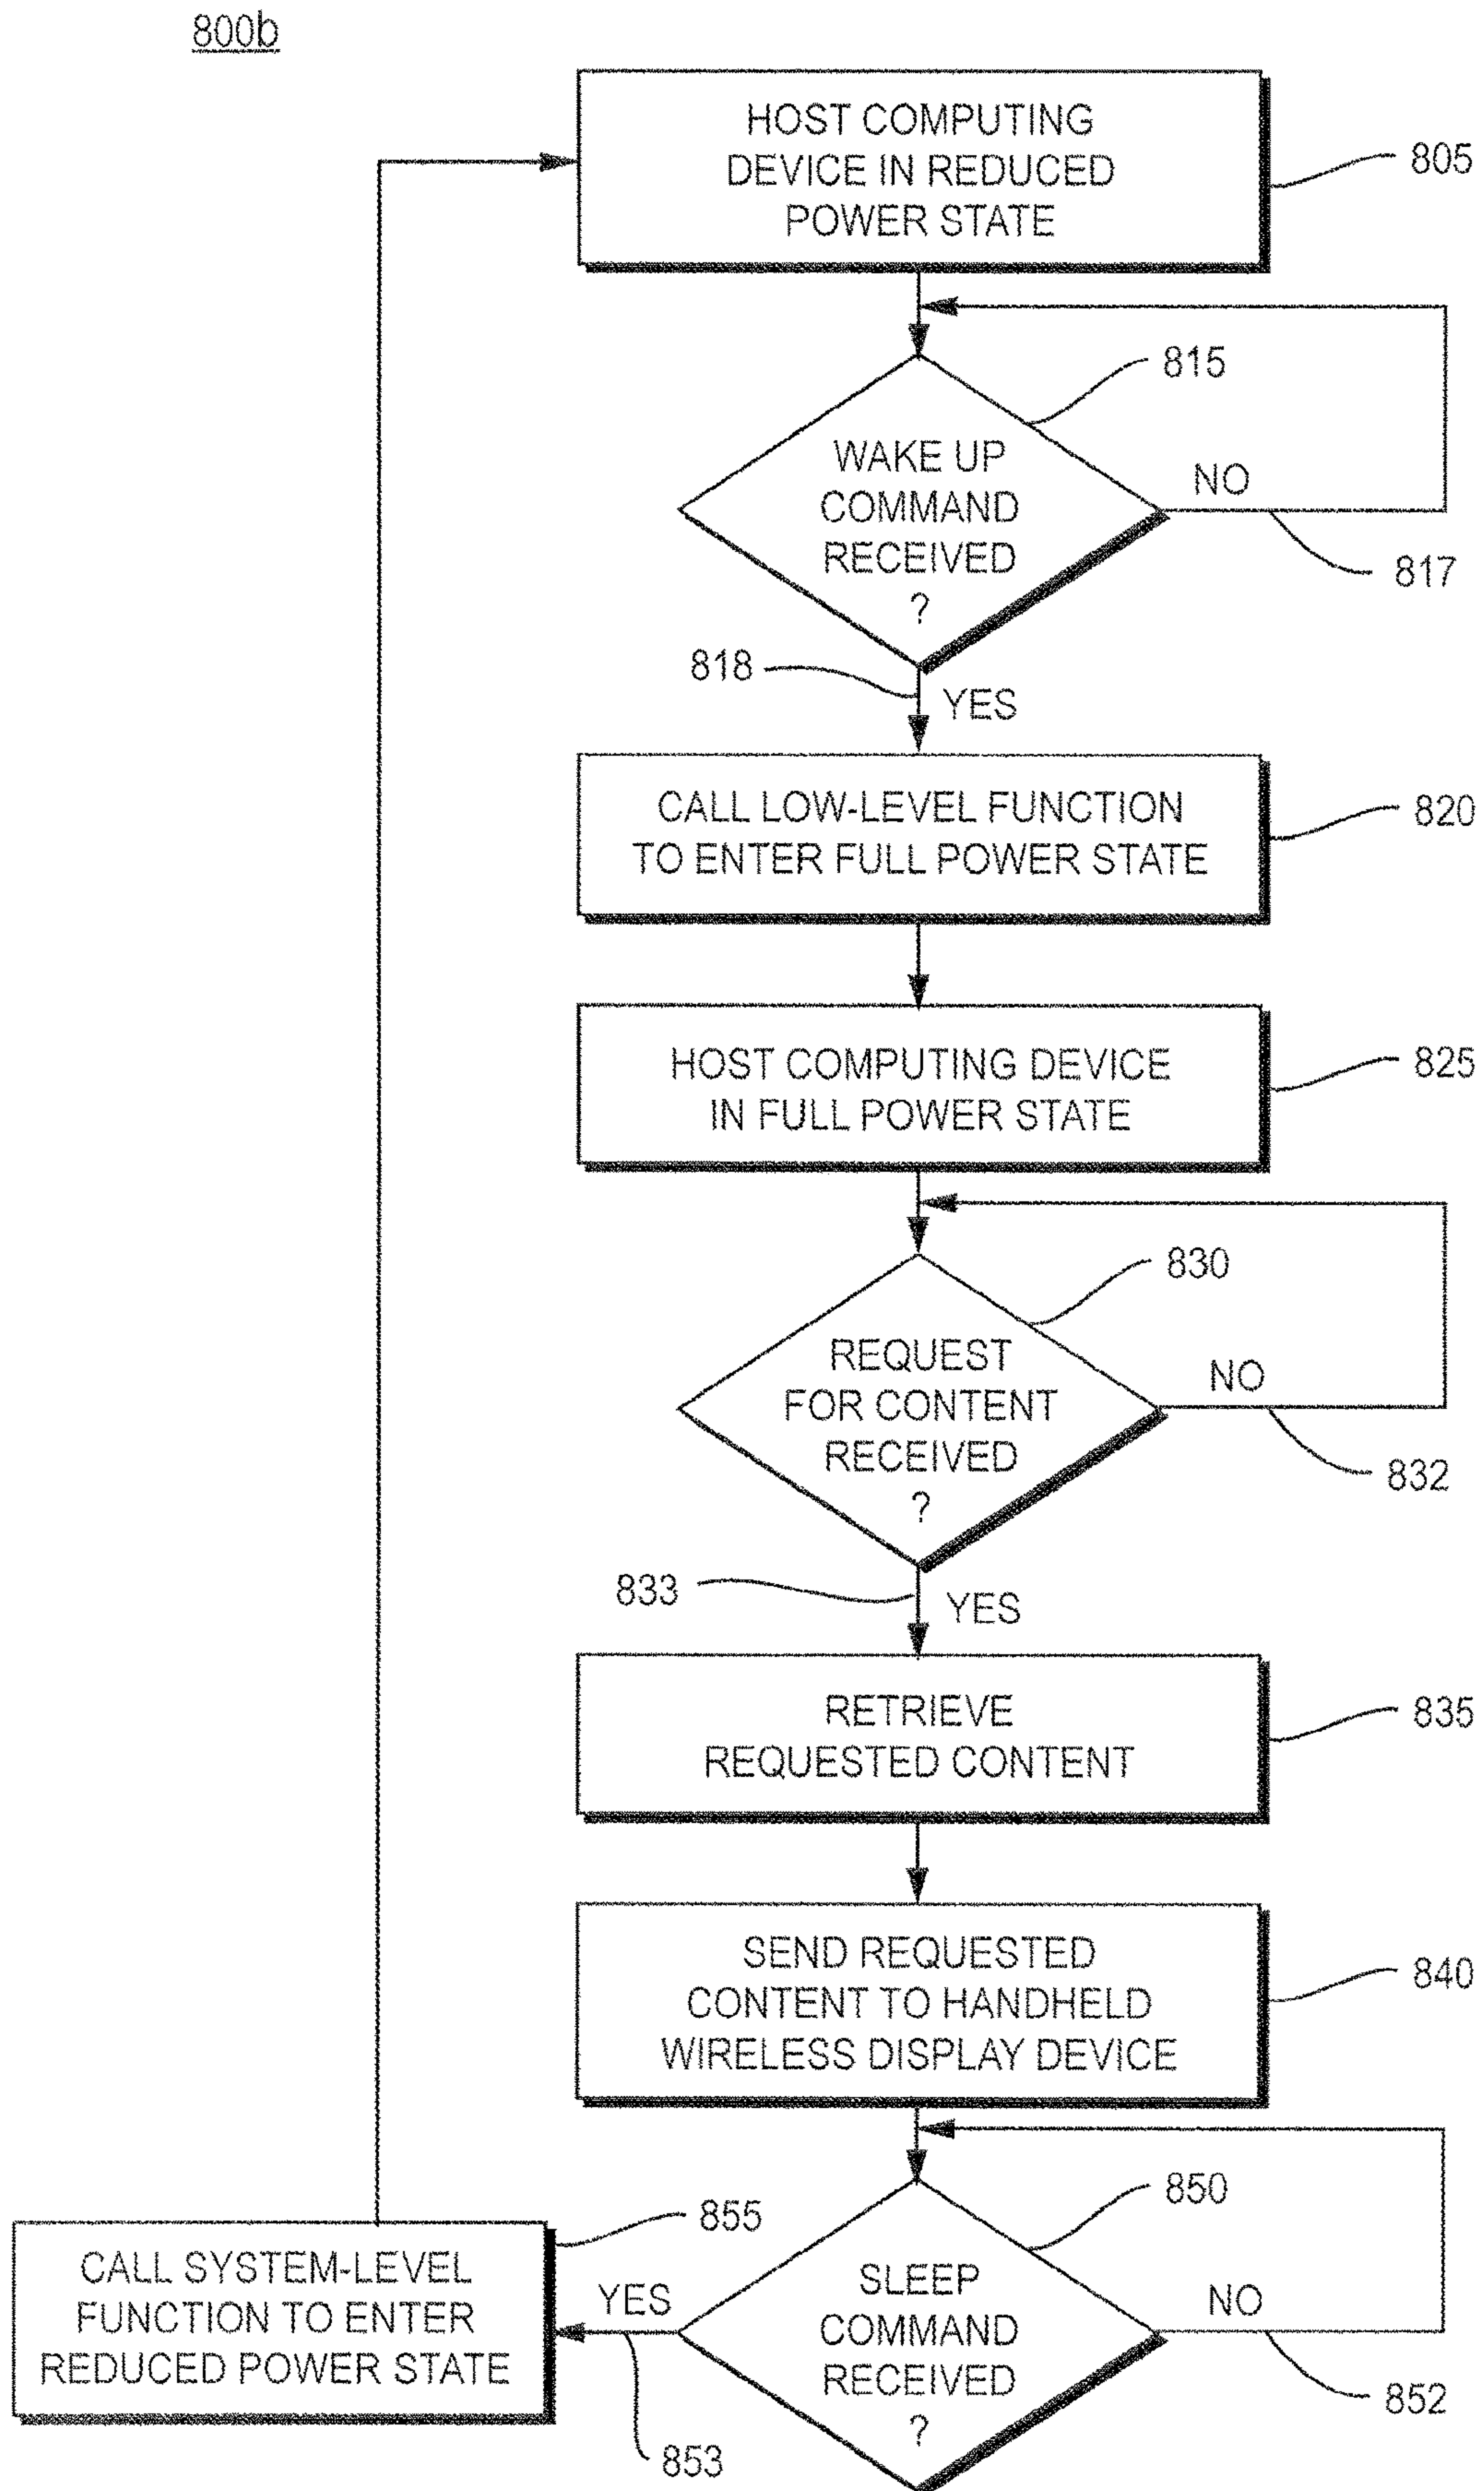 800b
HOST COMPUTING
DEVICE IN REDUCED
POWER STATE
805
815
WAKE UP
COMMAND
RECEIVED
?
NO
817
818
YES
CALL LOW-LEVEL FUNCTION
TO ENTER FULL POWER STATE
820
HOST COMPUTING DEVICE
IN FULL POWER STATE
825
830
REQUEST
FOR CONTENT
RECEIVED
?
NO
832
833
YES
RETRIEVE
REQUESTED CONTENT
835
SEND REQUESTED
CONTENT TO HANDHELD
WIRELESS DISPLAY DEVICE
840
850
SLEEP
COMMAND
RECEIVED
?
NO
852
YES
853
855
CALL SYSTEM-LEVEL
FUNCTION TO ENTER
REDUCED POWER STATE